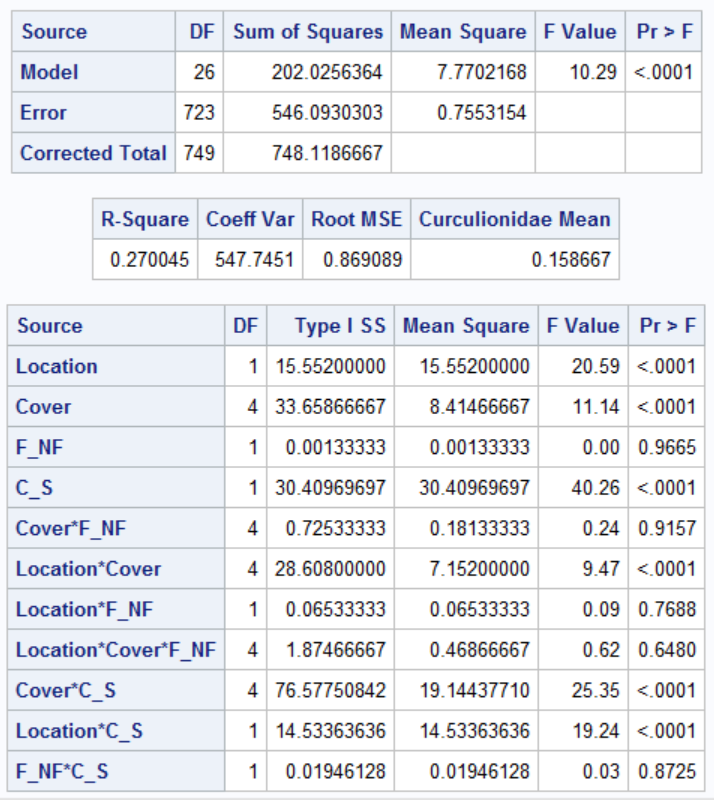 Source DF Sum of Squares Mean Square F Value Pr > F
Model 26 202.0256364 7.7702168 10.29 <.0001
Error 723 546.0930303 0.7553154
Corrected Total 749 748.1186667
R-Square Coeff Var Root MSE Curculionidae Mean
0.270045 547.7451 0.869089 0.158667
Source DF Type I SS Mean Square F Value Pr > F
Location 1 15.55200000 15.55200000 20.59 <.0001
Cover 4 33.65866667 8.41466667 11.14 <.0001
F_NF 1 0.00133333 0.00133333 0.00 0.9665
C_S 1 30.40969697 30.40969697 40.26 <.0001
Cover*F_NF 4 0.72533333 0.18133333 0.24 0.9157
Location*Cover 4 28.60800000 7.15200000 9.47 <.0001
Location*F_NF 1 0.06533333 0.06533333 0.09 0.7688
Location*Cover*F_NF 4 1.87466667 0.46866667 0.62 0.6480
Cover*C_S 4 76.57750842 19.14437710 25.35 <.0001
Location*C_S 1 14.53363636 14.53363636 19.24 <.0001
F_NF*C_S 1 0.01946128 0.01946128 0.03 0.8725